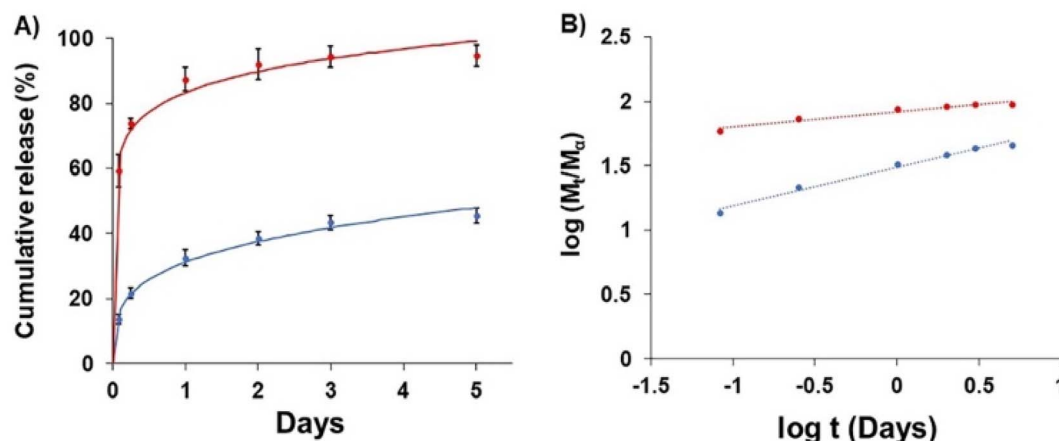 A)
Cumulative release (%)
100
80
60
40
20
0
0 1 2 3 4 5
Days
B)
log (Mt/Mα)
2.5
2
1.5
1
0.5
0
-1.5 -1 -0.5 0 0.5 1
log t (Days)